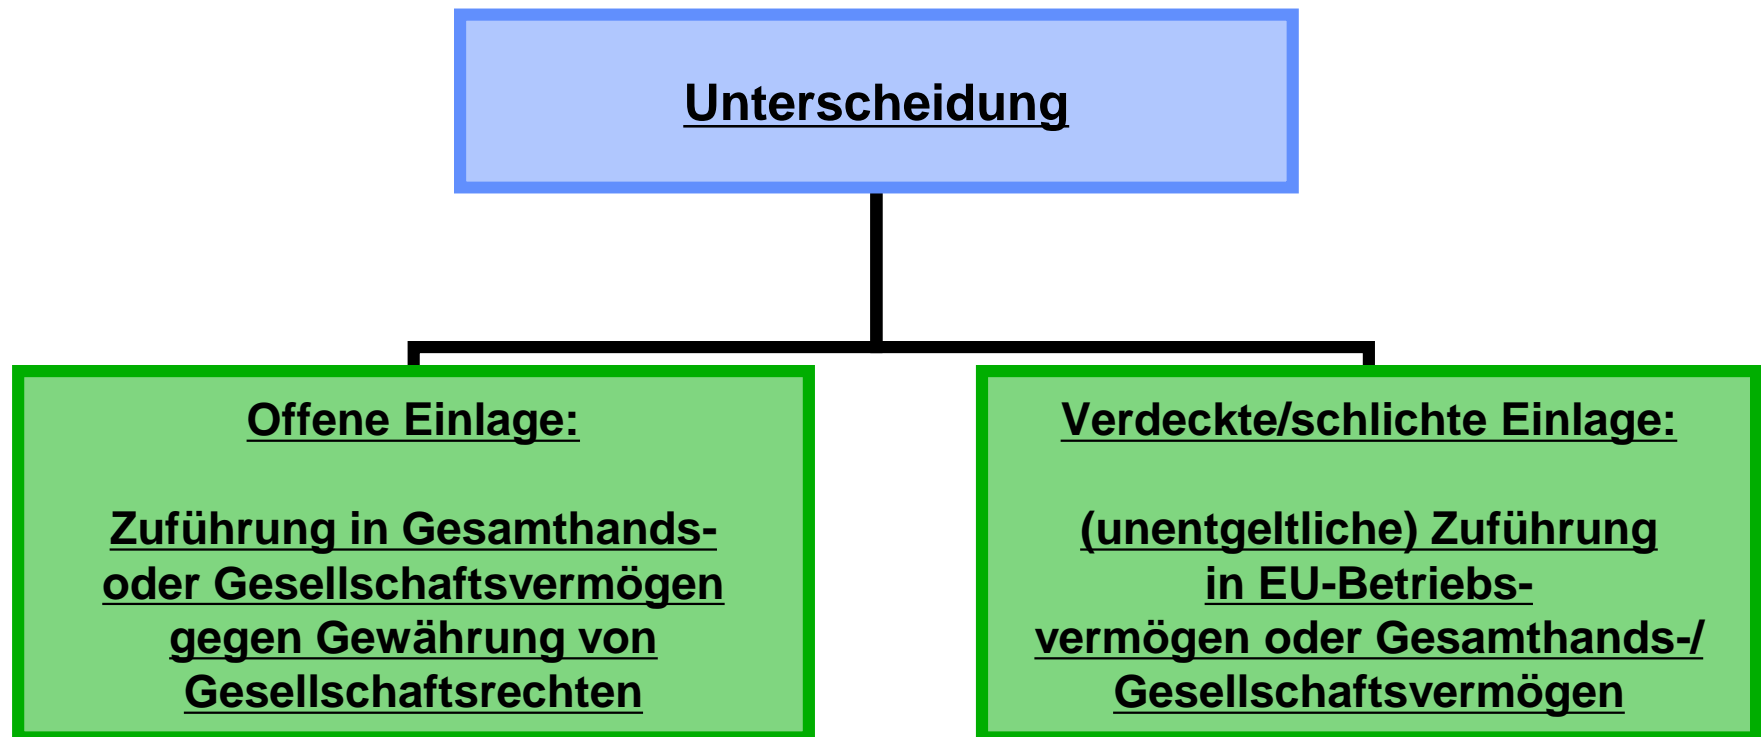 Unterscheidung
Offene Einlage:
Zuführung in Gesamthands-
oder Gesellschaftsvermögen
gegen Gewährung von
Gesellschaftsrechten
Verdeckte/schlichte Einlage:
(unentgeltliche) Zuführung
in EU-Betriebs-
vermögen oder Gesamthands-/
Gesellschaftsvermögen